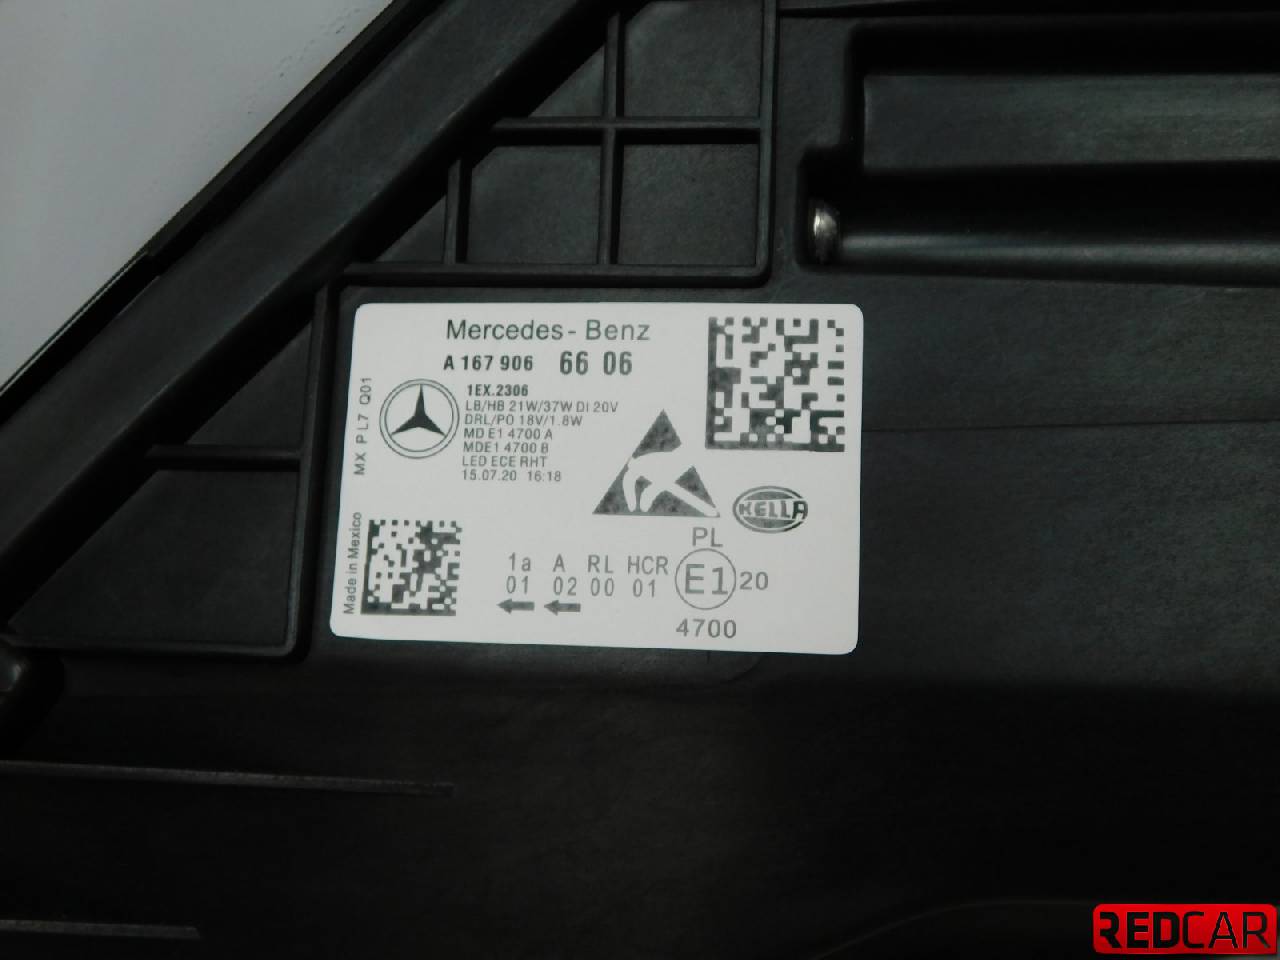 Mercedes-Benz
A 167 906 66 06
1EX.2306
LB/HB 21W/37W DI 20V
DRL/PO 18V/1.8W
MD E1 4700 A
MDE1 4700 B
LED ECE RHT
15.07.20 16:18
MX P L7 Q01
Made in Mexico
HELLA
PL
1a A RL HCR E1 20
01 02 00 01
4700
REDCAR